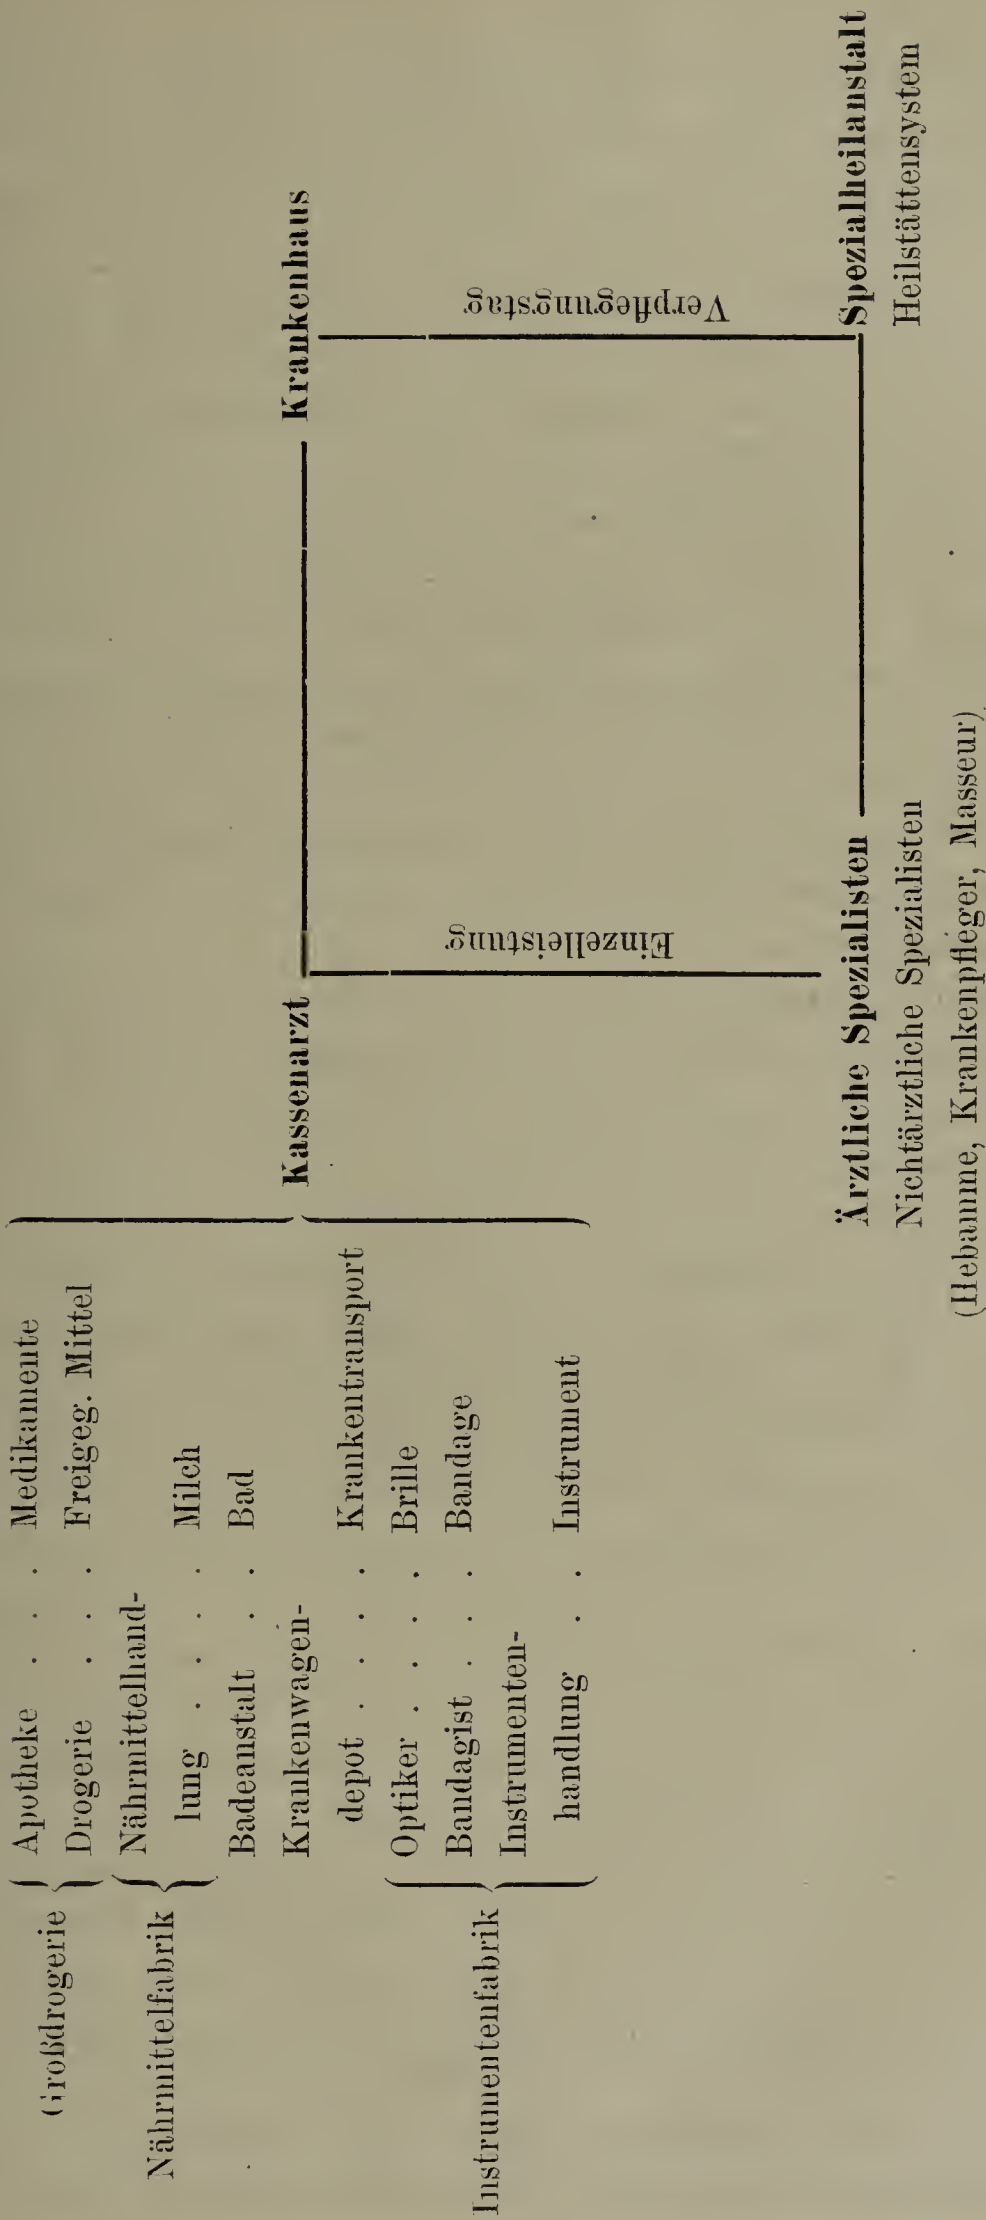 Großdrogerie
Nährmittelfabrik
Instrumentenfabrik
Apotheke . . . Medikamente
Drogerie . . . Freigeg. Mittel
Nährmittelhand-
lung . . . . Milch
Badeanstalt . . Bad
Krankenwagen-
depot . . . . Krankentransport
Optiker . . . . Brille
Bandagist . . . Bandage
Instrumenten-
handlung . . Instrument
Kassenarzt
Krankenhaus
Einzelleistung
Verpflegungstag
Ärztliche Spezialisten
Nichtärztliche Spezialisten
(Hebamme, Krankenpfleger, Masseur)
Spezialheilanstalt
Heilstättensystem